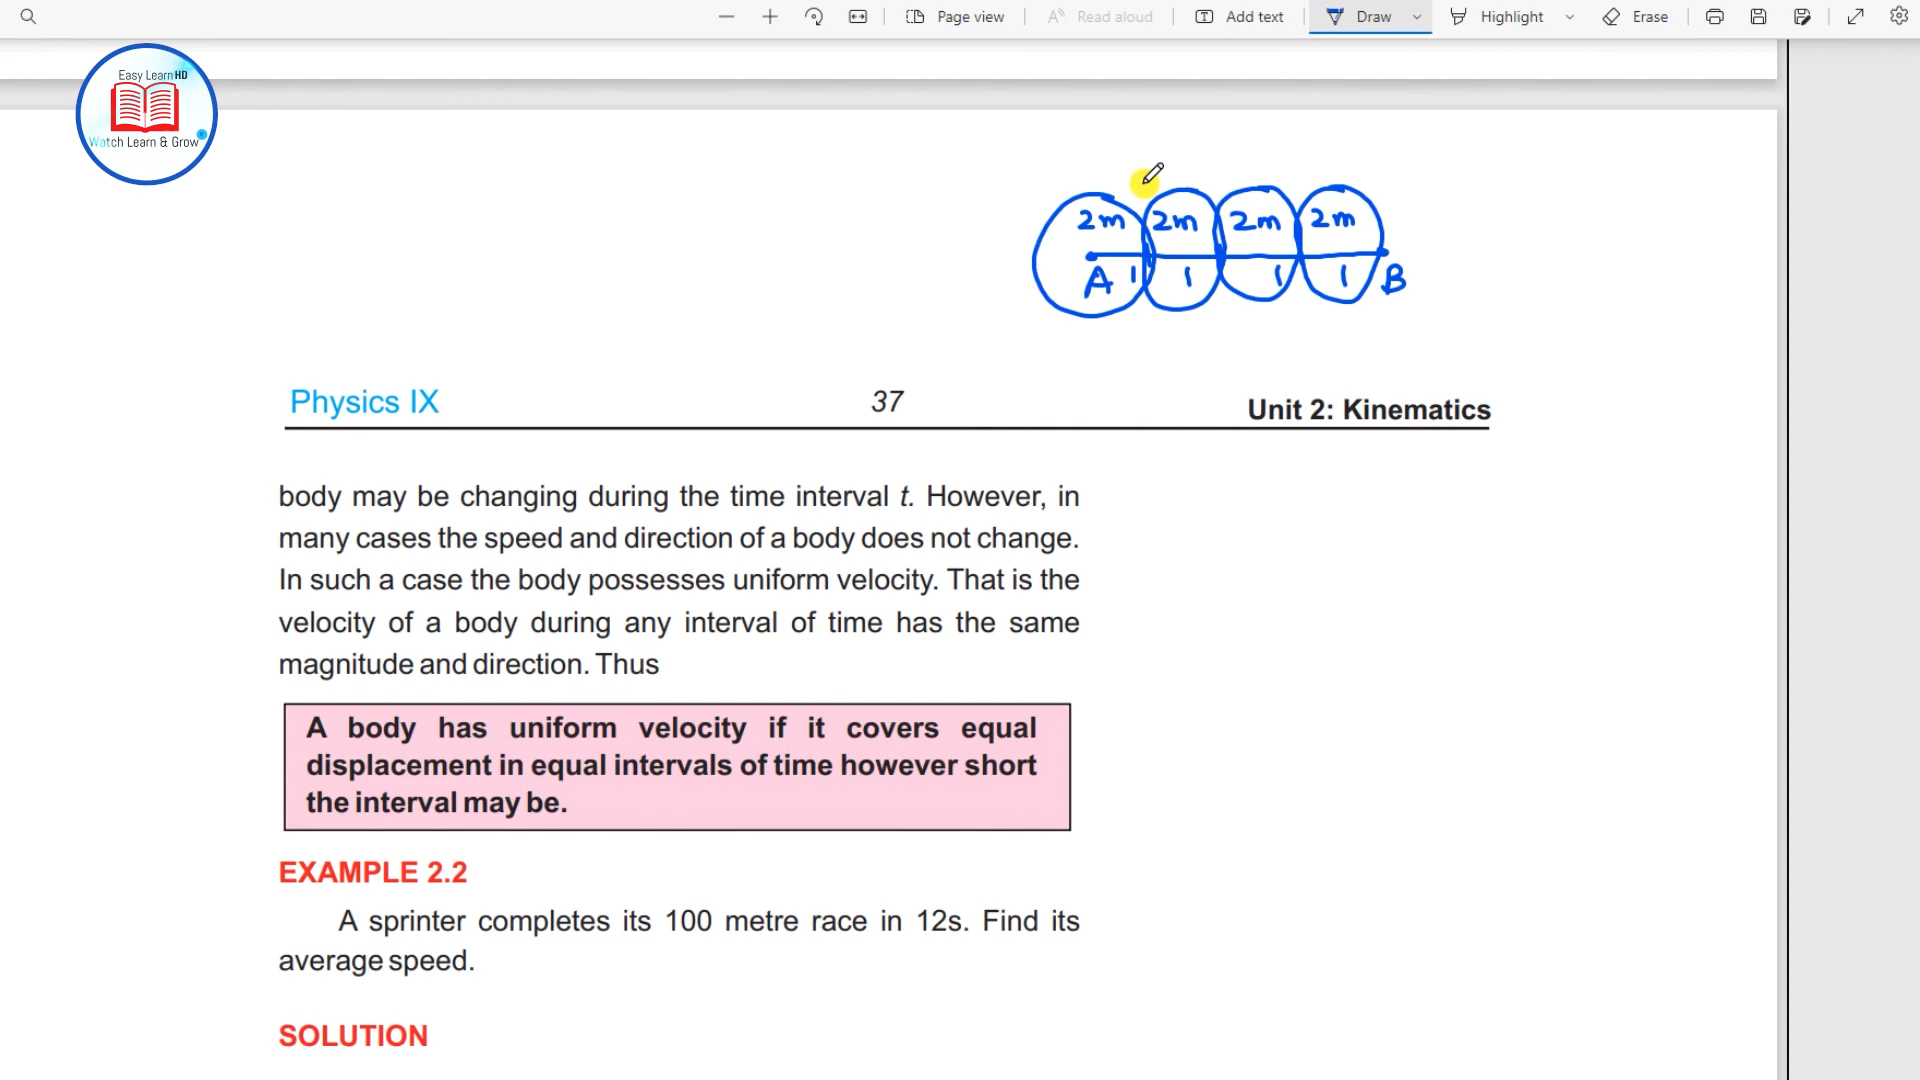 Page view
Read aloud
Add text
Draw
Highlight
Erase
Easy Learn HD
Watch Learn & Grow
2m 2m 2m 2m
A 1 1 1 1 B
Physics IX
37
Unit 2: Kinematics
body may be changing during the time interval t. However, in
many cases the speed and direction of a body does not change.
In such a case the body possesses uniform velocity. That is the
velocity of a body during any interval of time has the same
magnitude and direction. Thus
A body has uniform velocity if it covers equal
displacement in equal intervals of time however short
the interval may be.
EXAMPLE 2.2
A sprinter completes its 100 metre race in 12s. Find its
average speed.
SOLUTION